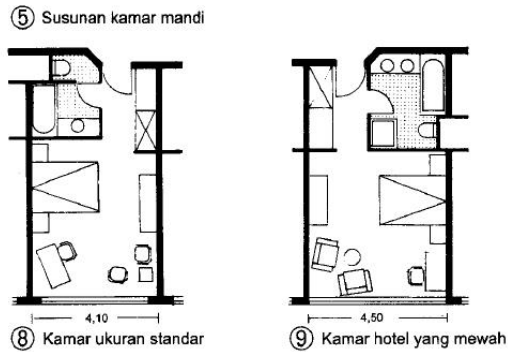 5 Susunan kamar mandi
4,10
4,50
8 Kamar ukuran standar
9 Kamar hotel yang mewah